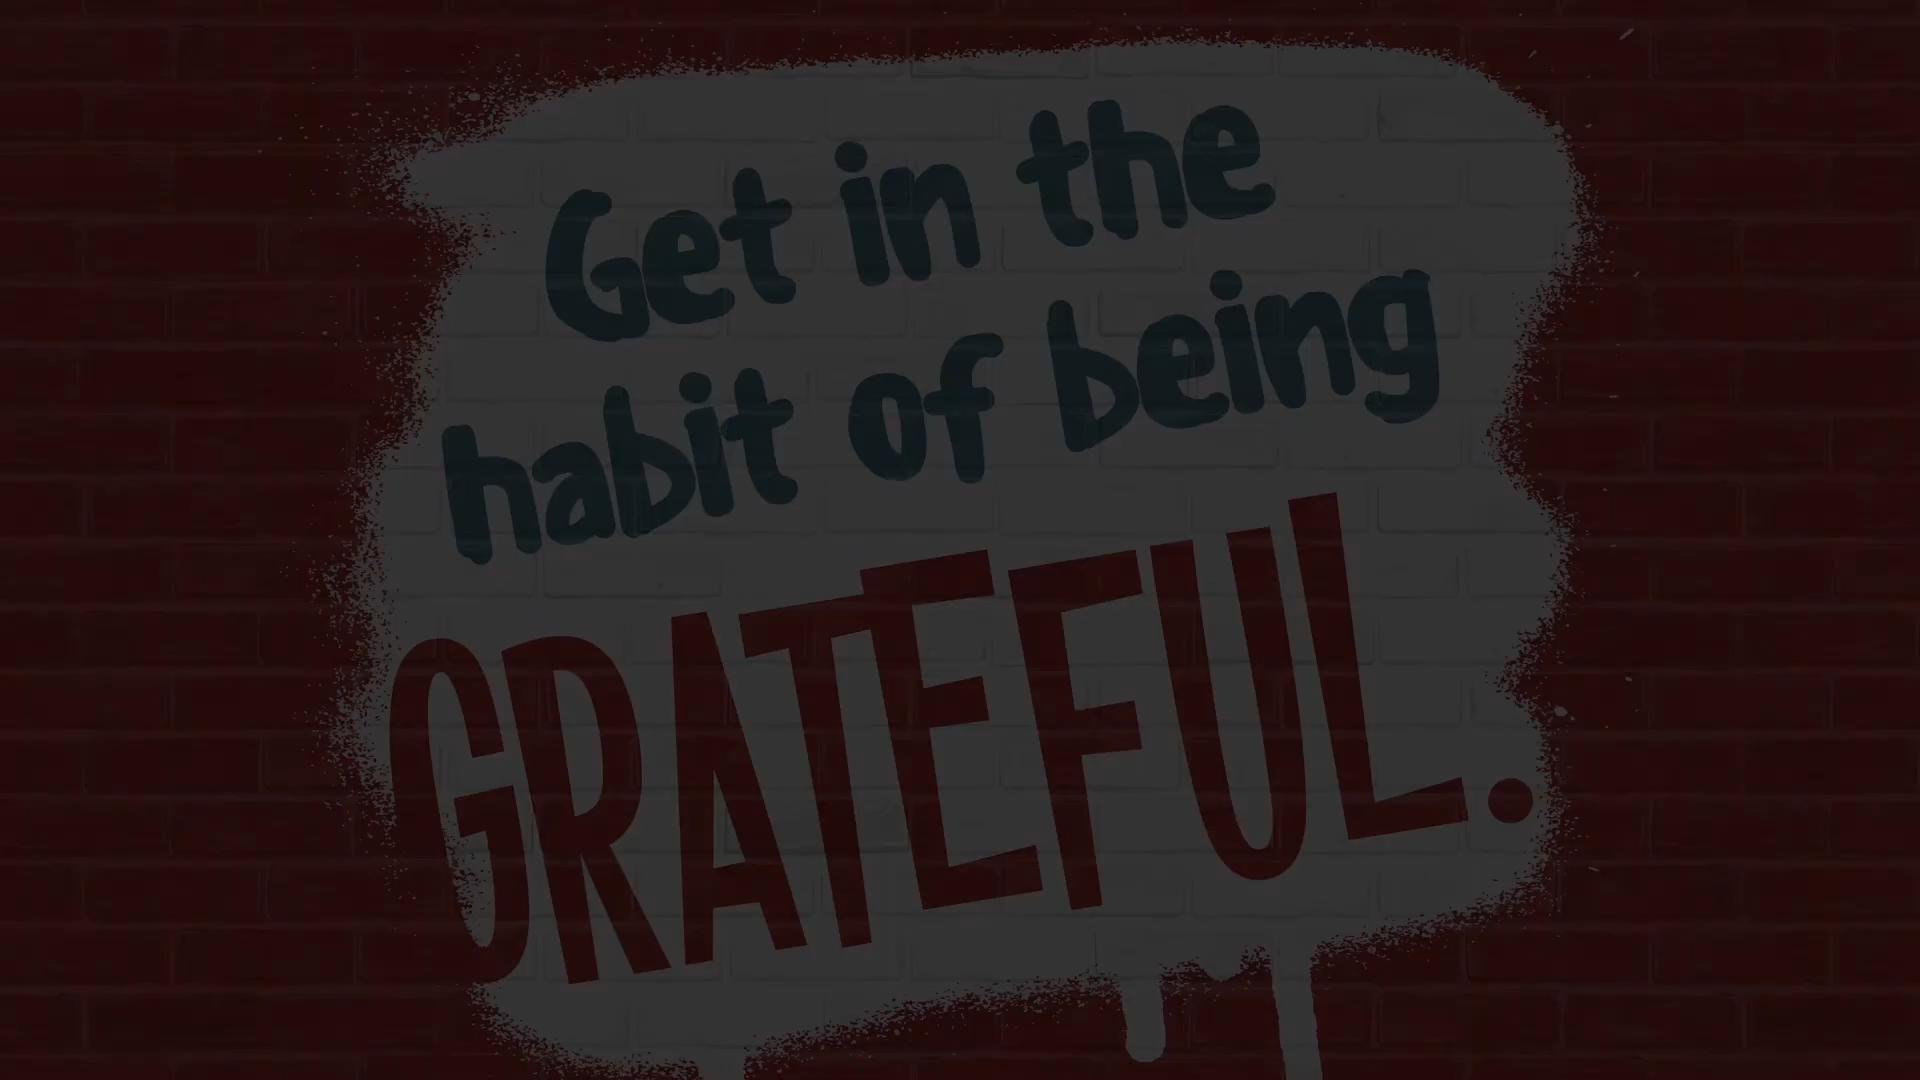 Get in the
habit of being
GRATEFUL.